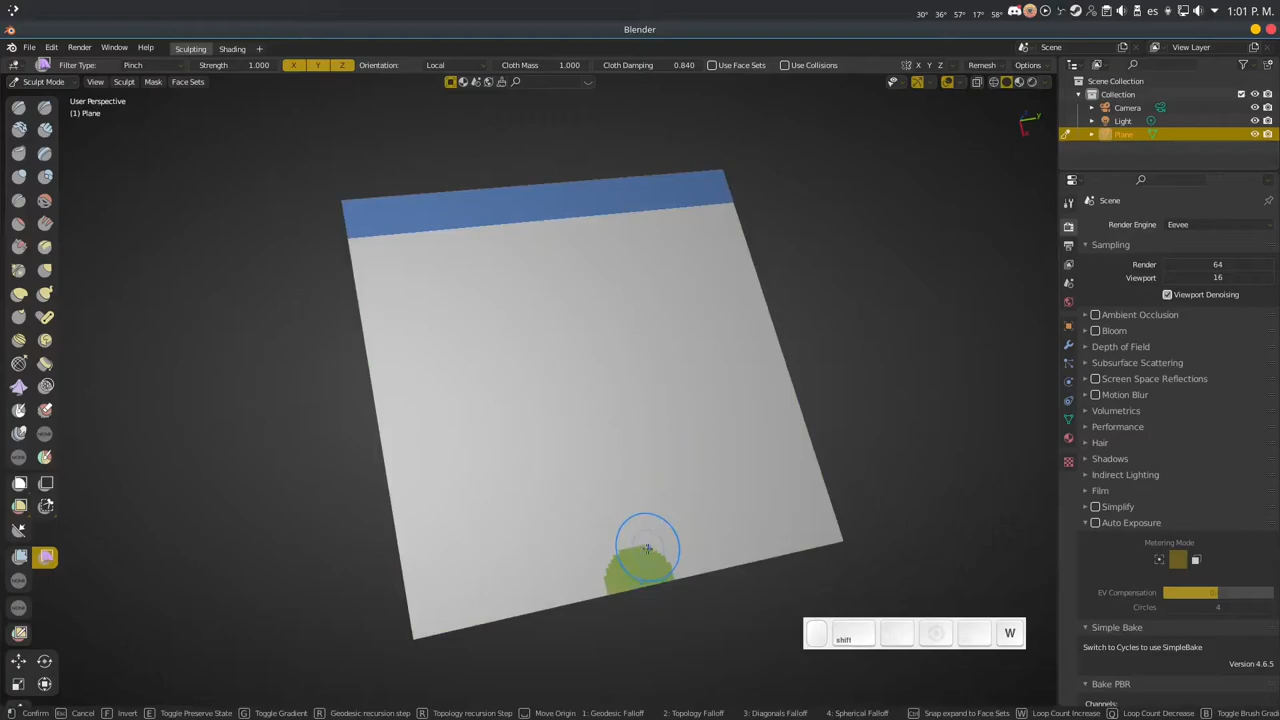 30° 36° 57° 17° 58° es 1:01 P. M.
Blender
File Edit Render Window Help Sculpting Shading + Scene View Layer
Filter Type: Pinch Strength 1.000 X Y Z Orientation: Local Cloth Mass 1.000 Cloth Damping 0.840 Use Face Sets Use Collisions X Y Z Remesh Options
Sculpt Mode View Sculpt Mask Face Sets
Scene Collection
Collection
Camera
Light
Plane
User Perspective
(1) Plane
y
x
Scene
Render Engine Eevee
Sampling
Render 64
Viewport 16
Viewport Denoising
Ambient Occlusion
Bloom
Depth of Field
Subsurface Scattering
Screen Space Reflections
Motion Blur
Volumetrics
Performance
Hair
Shadows
Indirect Lighting
Film
Simplify
Auto Exposure
Metering Mode
EV Compensation
Circles 4
Simple Bake
Switch to Cycles to use SimpleBake
Version 4.6.5
Bake PBR
NONE
NONE
NONE
NONE
shift W
Confirm Esc Cancel F Invert E Toggle Preserve State G Toggle Gradient R Geodesic recursion step R Topology recursion Step Move Origin 1: Geodesic Falloff 2: Topology Falloff 3: Diagonals Falloff 4: Spherical Falloff Ctrl Snap expand to Face Sets W Loop Count Increase Q Loop Count Decrease B Toggle Brush Grad